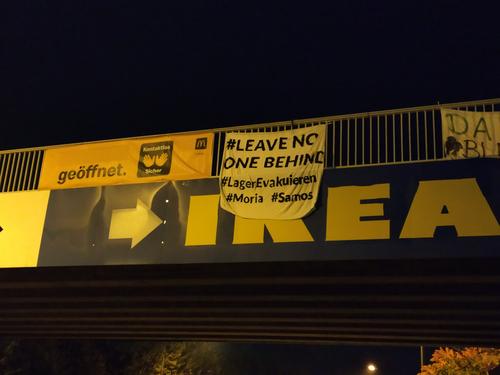 geöffnet.
Kontaktlos
Sicher
#LEAVE NO
ONE BEHIND
#LagerEvakuieren
#Moria #Samos
IKEA